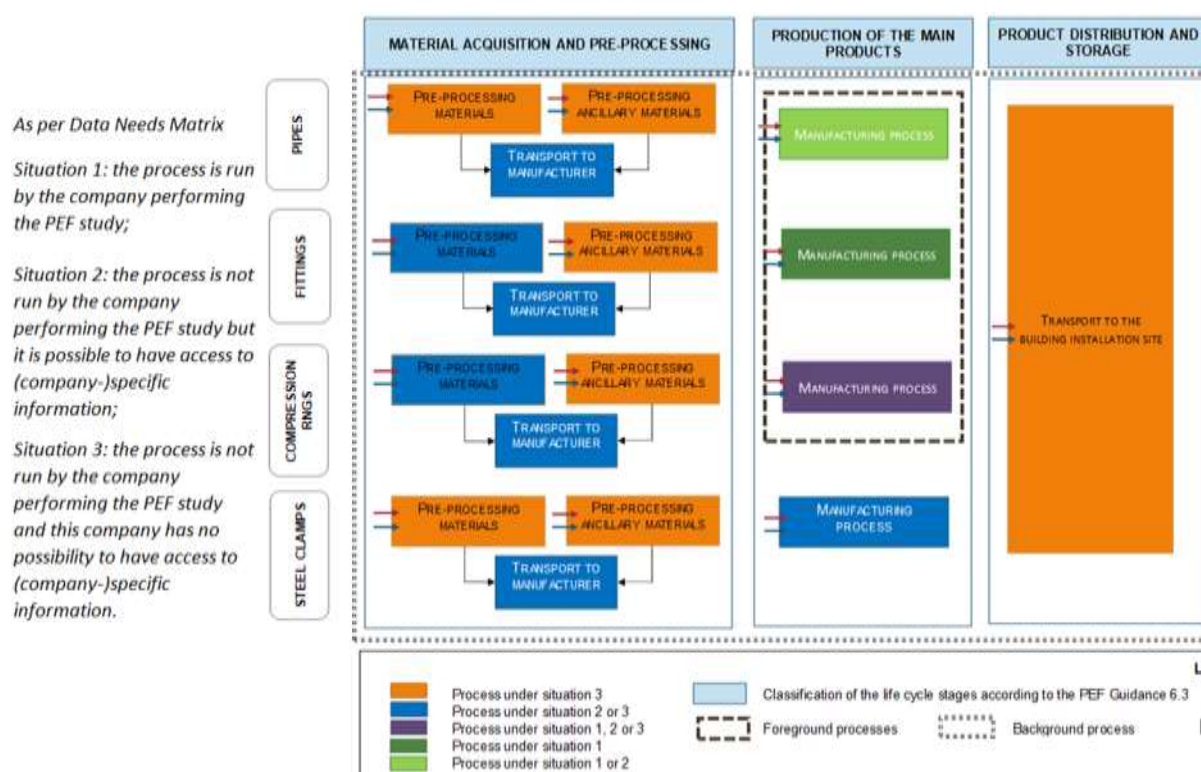 MATERIAL ACQUISITION AND PRE-PROCESSING
PRODUCTION OF THE MAIN
PRODUCTS
PRODUCT DISTRIBUTION AND
STORAGE
As per Data Needs Matrix
Situation 1: the process is run
by the company performing
the PEF study;
Situation 2: the process is not
run by the company
performing the PEF study but
it is possible to have access to
(company-)specific
information;
Situation 3: the process is not
run by the company
performing the PEF study
and this company has no
possibility to have access to
(company-)specific
information.
PIPES
PRE-PROCESSING
MATERIALS
PRE-PROCESSING
ANCILLARY MATERIALS
TRANSPORT TO
MANUFACTURER
MANUFACTURING PROCESS
FITTINGS
PRE-PROCESSING
MATERIALS
PRE-PROCESSING
ANCILLARY MATERIALS
TRANSPORT TO
MANUFACTURER
MANUFACTURING PROCESS
COMPRESSION
RNGS
PRE-PROCESSING
MATERIALS
PRE-PROCESSING
ANCILLARY MATERIALS
TRANSPORT TO
MANUFACTURER
MANUFACTURING PROCESS
STEEL CLAMPS
PRE-PROCESSING
MATERIALS
PRE-PROCESSING
ANCILLARY MATERIALS
TRANSPORT TO
MANUFACTURER
MANUFACTURING
PROCESS
TRANSPORT TO THE
BUILDING INSTALLATION SITE
Process under situation 3
Process under situation 2 or 3
Process under situation 1, 2 or 3
Process under situation 1
Process under situation 1 or 2
Classification of the life cycle stages according to the PEF Guidance 6.3
Foreground processes
Background process